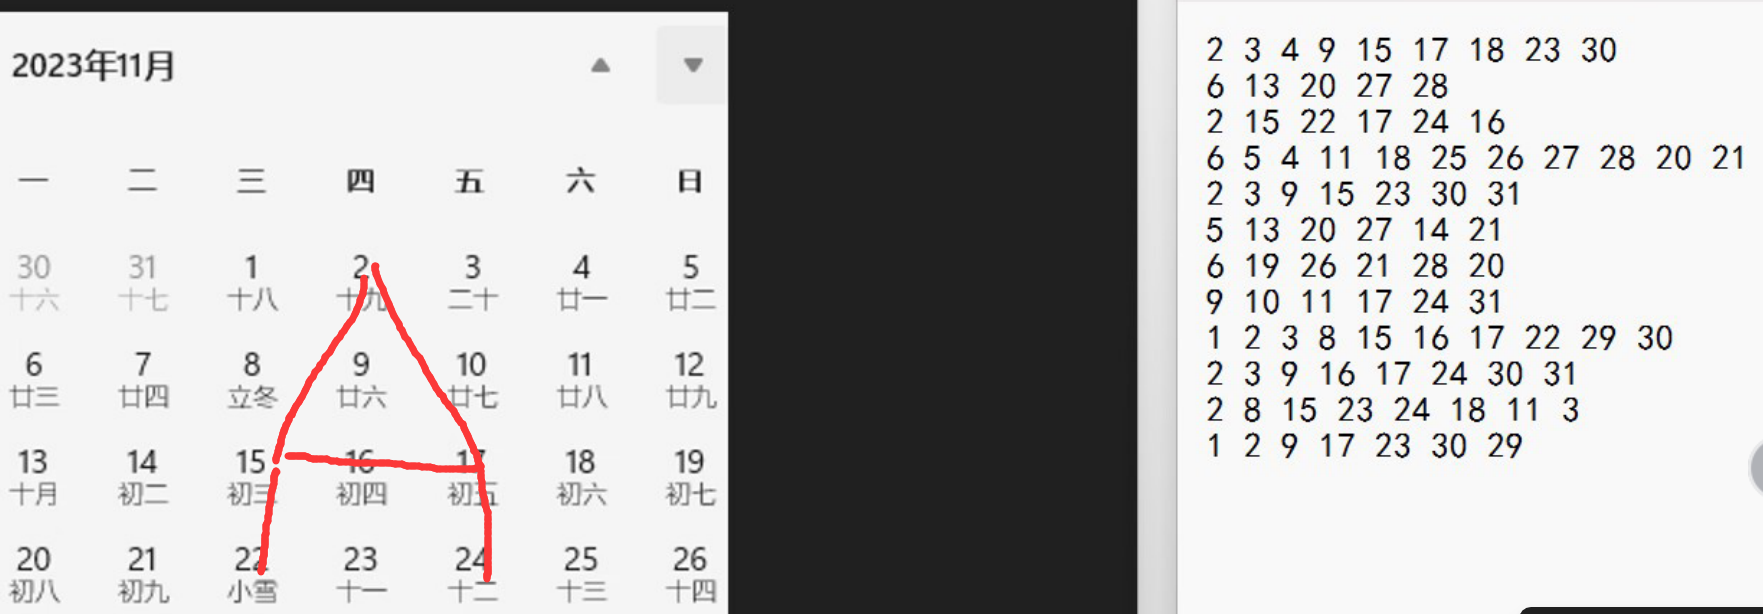 2023年11月
一 二 三 四 五 六 日
30 31 1 2 3 4 5
十六 十七 十八 十九 二十 廿一 廿二
6 7 8 9 10 11 12
廿三 廿四 立冬 廿六 廿七 廿八 廿九
13 14 15 16 17 18 19
十月 初二 初三 初四 初五 初六 初七
20 21 22 23 24 25 26
初八 初九 小雪 十一 十二 十三 十四
2 3 4 9 15 17 18 23 30
6 13 20 27 28
2 15 22 17 24 16
6 5 4 11 18 25 26 27 28 20 21
2 3 9 15 23 30 31
5 13 20 27 14 21
6 19 26 21 28 20
9 10 11 17 24 31
1 2 3 8 15 16 17 22 29 30
2 3 9 16 17 24 30 31
2 8 15 23 24 18 11 3
1 2 9 17 23 30 29